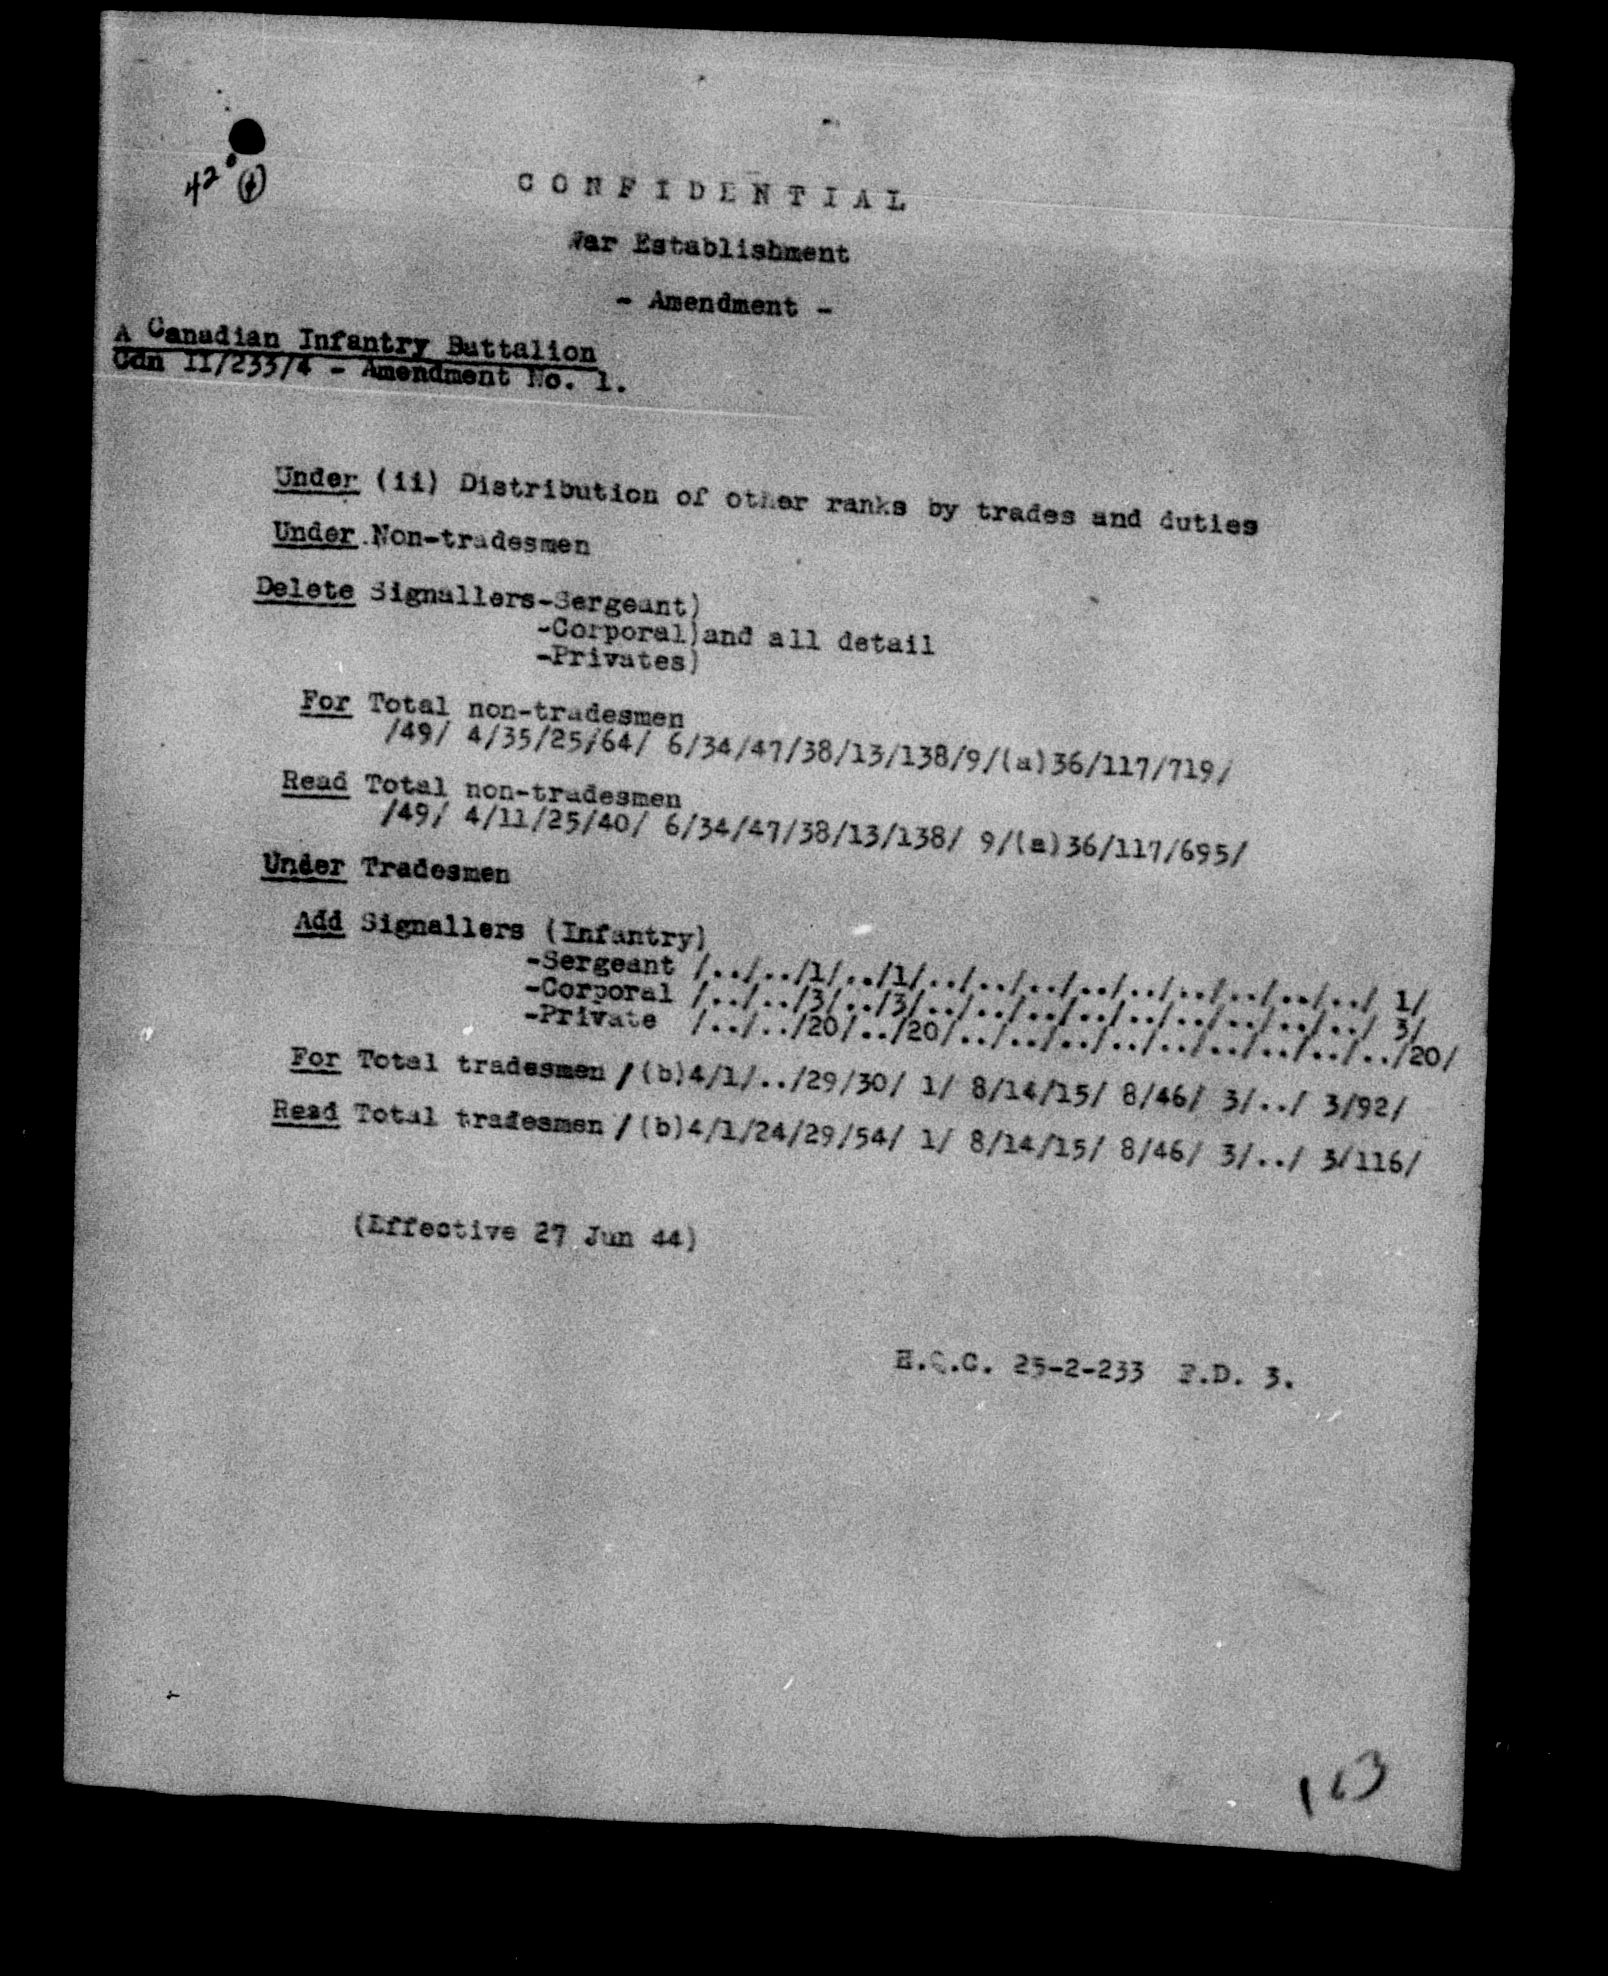 42
C O N F I D E N T I A L
War Establishment
- Amendment -
A Canadian Infantry Battalion
Cdn II/233/4 - Amendment No. 1.
Under (ii) Distribution of other ranks by trades and duties
Under Non-tradesmen
Delete Signallers-Sergeant)
-Corporal)and all detail
-Privates)
For Total non-tradesmen
/49/ 4/35/25/64/ 6/34/47/38/13/138/9/(a)36/117/719/
Read Total non-tradesmen
/49/ 4/11/25/40/ 6/34/47/38/13/138/ 9/(a)36/117/695/
Under Tradesmen
Add Signallers (Infantry)
-Sergeant /../../1/../1/../../../../../../../../../ 1/
-Corporal /../../3/../3/../../../../../../../../../ 3/
-Private /../../20/../20/../../../../../../../../../20/
For Total tradesmen /(b)4/1/../29/30/ 1/ 8/14/15/ 8/46/ 3/../ 3/92/
Read Total tradesmen /(b)4/1/24/29/54/ 1/ 8/14/15/ 8/46/ 3/../ 3/116/
(Effective 27 Jun 44)
H.Q.C. 25-2-233 F.D. 3.